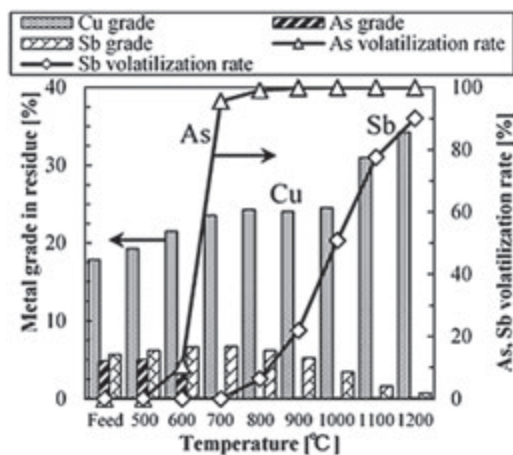 Cu grade As grade
Sb grade As volatilization rate
Sb volatilization rate
Metal grade in residue [%]
40
30
20
10
0
As
Cu
Sb
100
80
60
40
20
0
As, Sb volatilization rate [%]
Feed 500 600 700 800 900 1000 1100 1200
Temperature [℃]